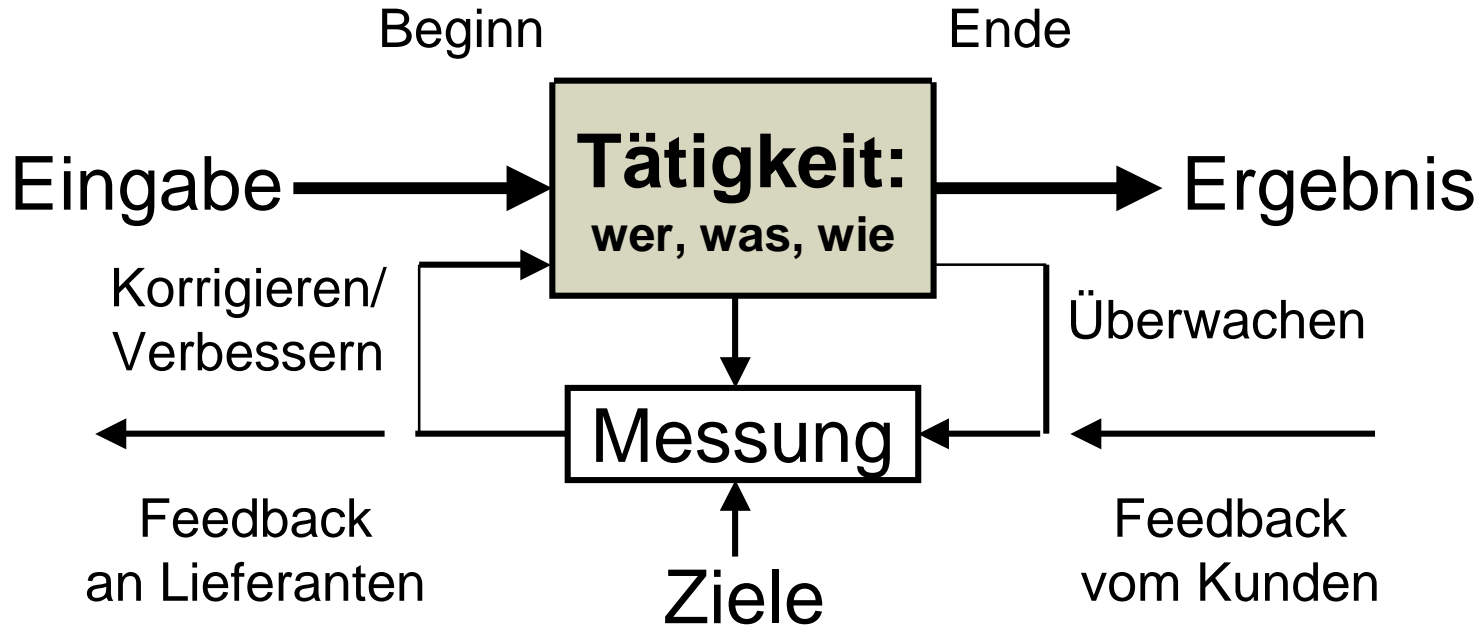 Beginn
Ende
Eingabe
Tätigkeit:
wer, was, wie
Ergebnis
Korrigieren/
Verbessern
Überwachen
Messung
Feedback
an Lieferanten
Ziele
Feedback
vom Kunden